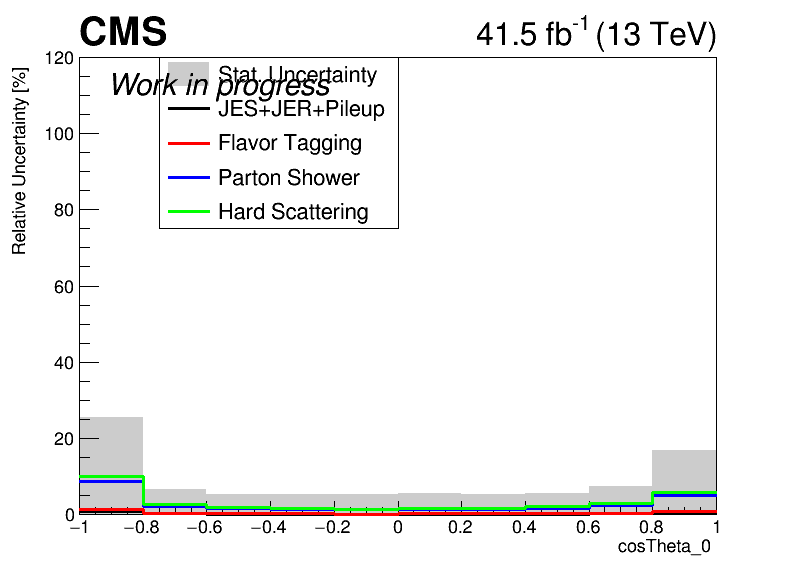 CMS
41.5 fb-1 (13 TeV)
Relative Uncertainty [%]
120
100
80
60
40
20
0
Work in progress
Stat. Uncertainty
JES+JER+Pileup
Flavor Tagging
Parton Shower
Hard Scattering
−1 −0.8 −0.6 −0.4 −0.2 0 0.2 0.4 0.6 0.8 1
cosTheta_0